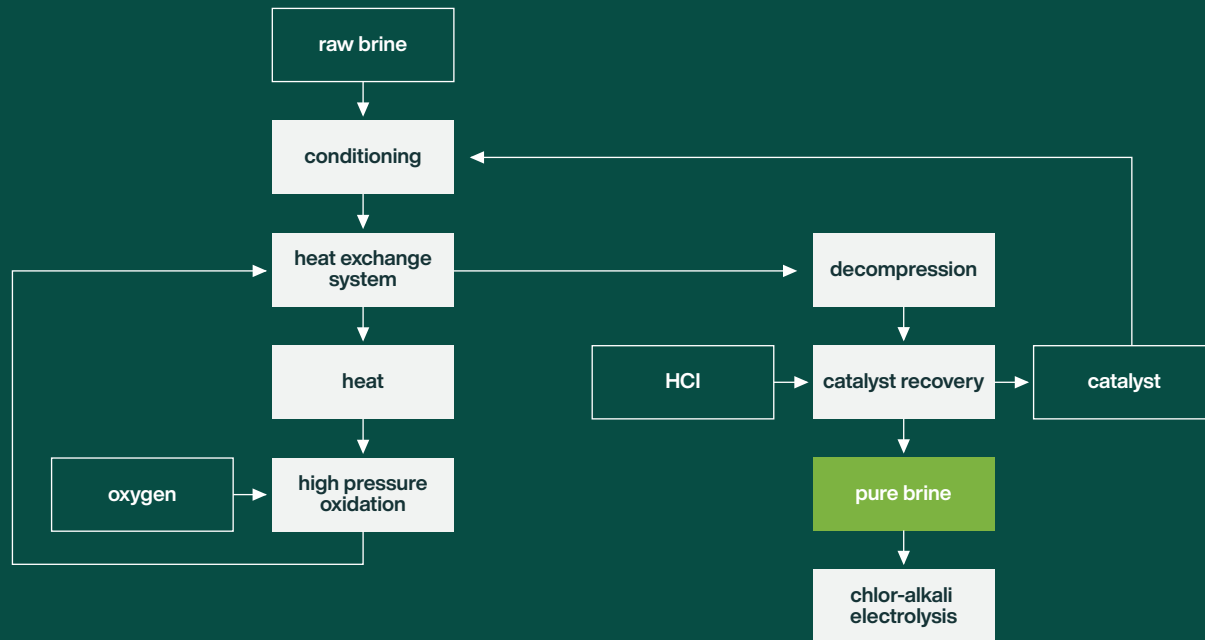 raw brine
conditioning
heat exchange
system
decompression
heat
HCl
catalyst recovery
catalyst
oxygen
high pressure
oxidation
pure brine
chlor-alkali
electrolysis